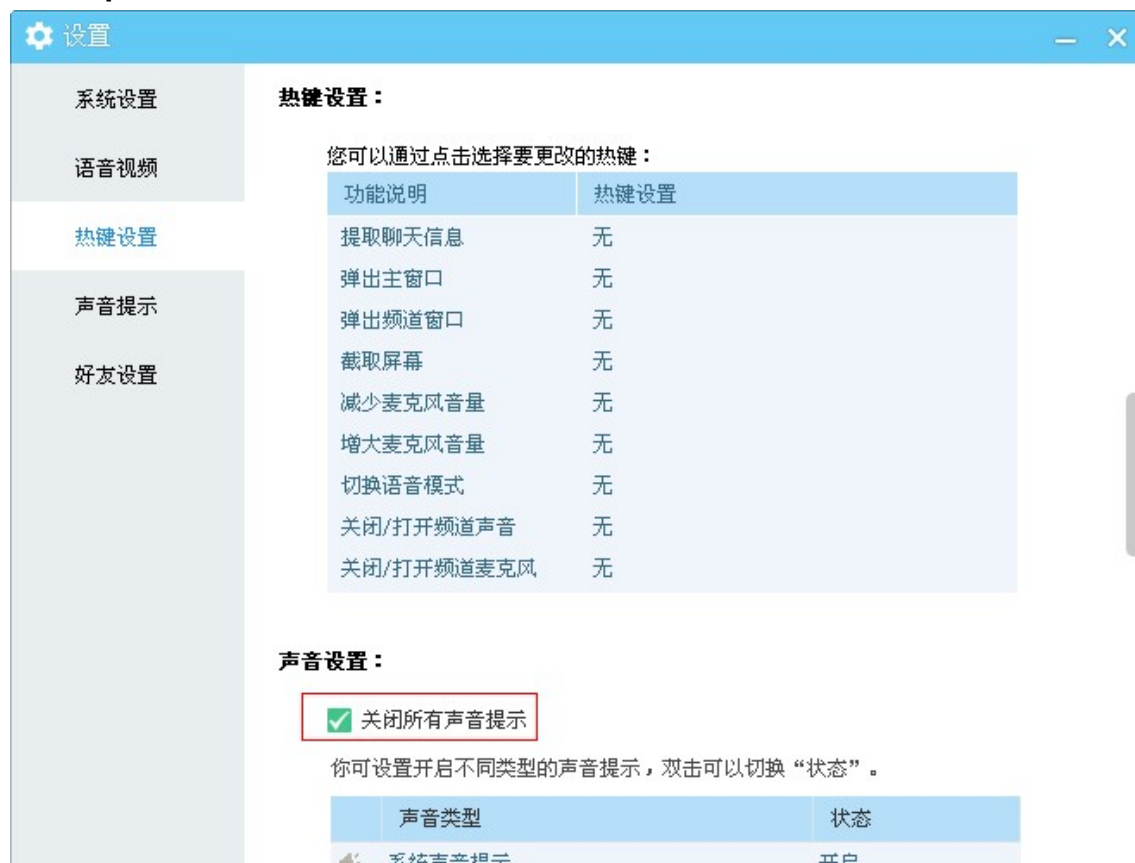 设置
系统设置
语音视频
热键设置
声音提示
好友设置
热键设置：
您可以通过点击选择要更改的热键：
功能说明 热键设置
提取聊天信息 无
弹出主窗口 无
弹出频道窗口 无
截取屏幕 无
减少麦克风音量 无
增大麦克风音量 无
切换语音模式 无
关闭/打开频道声音 无
关闭/打开频道麦克风 无
声音设置：
关闭所有声音提示
你可设置开启不同类型的声音提示，双击可以切换“状态”。
声音类型 状态
系统声音提示 开启